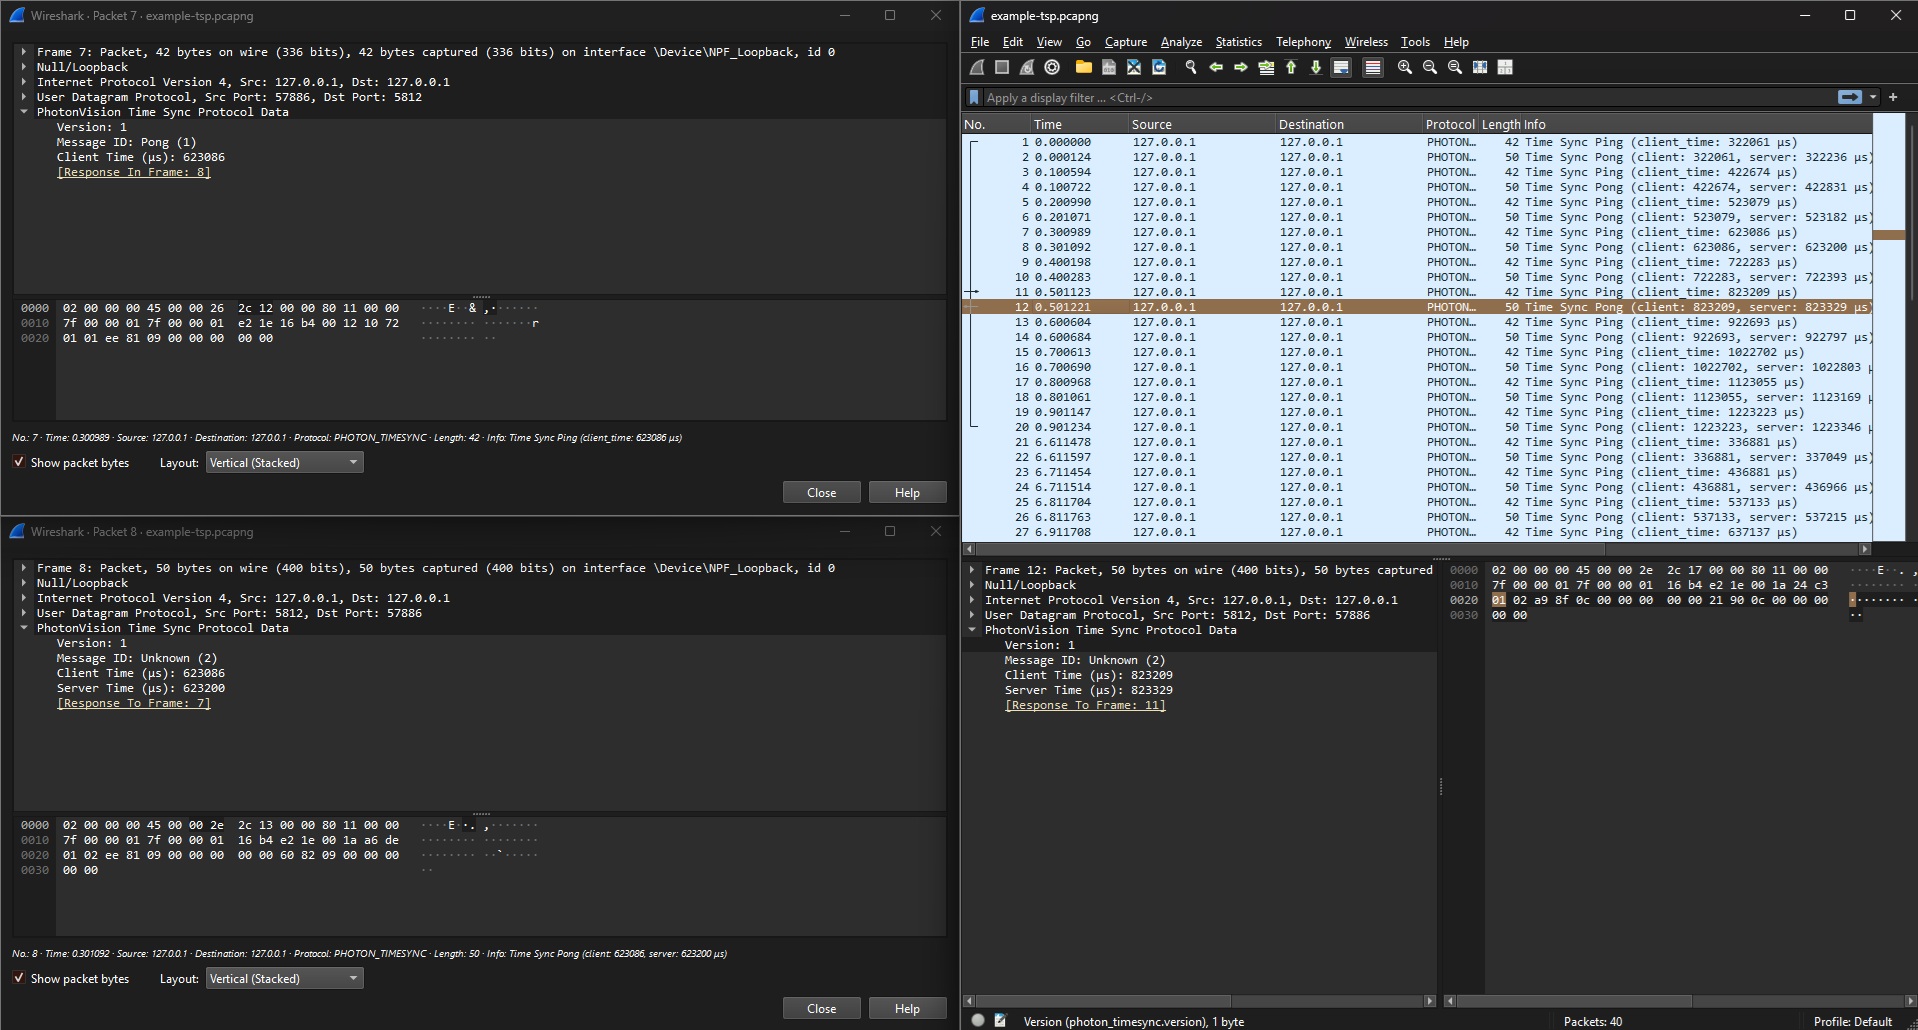 Wireshark · Packet 7 · example-tsp.pcapng
Frame 7: Packet, 42 bytes on wire (336 bits), 42 bytes captured (336 bits) on interface \Device\NPF_Loopback, id 0
Null/Loopback
Internet Protocol Version 4, Src: 127.0.0.1, Dst: 127.0.0.1
User Datagram Protocol, Src Port: 57886, Dst Port: 5812
PhotonVision Time Sync Protocol Data
Version: 1
Message ID: Pong (1)
Client Time (µs): 623086
[Response In Frame: 8]
0000 02 00 00 00 45 00 00 26 2c 12 00 00 80 11 00 00 ····E··& ,·······
0010 7f 00 00 01 7f 00 00 01 e2 1e 16 b4 00 12 10 72 ········ ·······r
0020 01 01 ee 81 09 00 00 00 00 00 ········ ··
No.: 7 · Time: 0.300989 · Source: 127.0.0.1 · Destination: 127.0.0.1 · Protocol: PHOTON_TIMESYNC · Length: 42 · Info: Time Sync Ping (client_time: 623086 µs)
Show packet bytes Layout: Vertical (Stacked)
Close Help
Wireshark · Packet 8 · example-tsp.pcapng
Frame 8: Packet, 50 bytes on wire (400 bits), 50 bytes captured (400 bits) on interface \Device\NPF_Loopback, id 0
Null/Loopback
Internet Protocol Version 4, Src: 127.0.0.1, Dst: 127.0.0.1
User Datagram Protocol, Src Port: 5812, Dst Port: 57886
PhotonVision Time Sync Protocol Data
Version: 1
Message ID: Unknown (2)
Client Time (µs): 623086
Server Time (µs): 623200
[Response To Frame: 7]
0000 02 00 00 00 45 00 00 2e 2c 13 00 00 80 11 00 00 ····E··. ,·······
0010 7f 00 00 01 7f 00 00 01 16 b4 e2 1e 00 1a a6 de ········ ········
0020 01 02 ee 81 09 00 00 00 00 00 60 82 09 00 00 00 ········ ··`·····
0030 00 00 ··
No.: 8 · Time: 0.301092 · Source: 127.0.0.1 · Destination: 127.0.0.1 · Protocol: PHOTON_TIMESYNC · Length: 50 · Info: Time Sync Pong (client: 623086, server: 623200 µs)
Show packet bytes Layout: Vertical (Stacked)
Close Help
example-tsp.pcapng
File Edit View Go Capture Analyze Statistics Telephony Wireless Tools Help
Apply a display filter ... <Ctrl-/>
No. Time Source Destination Protocol Length Info
1 0.000000 127.0.0.1 127.0.0.1 PHOTON… 42 Time Sync Ping (client_time: 322061 µs)
2 0.000124 127.0.0.1 127.0.0.1 PHOTON… 50 Time Sync Pong (client: 322061, server: 322236 µs)
3 0.100594 127.0.0.1 127.0.0.1 PHOTON… 42 Time Sync Ping (client_time: 422674 µs)
4 0.100722 127.0.0.1 127.0.0.1 PHOTON… 50 Time Sync Pong (client: 422674, server: 422831 µs)
5 0.200990 127.0.0.1 127.0.0.1 PHOTON… 42 Time Sync Ping (client_time: 523079 µs)
6 0.201071 127.0.0.1 127.0.0.1 PHOTON… 50 Time Sync Pong (client: 523079, server: 523182 µs)
7 0.300989 127.0.0.1 127.0.0.1 PHOTON… 42 Time Sync Ping (client_time: 623086 µs)
8 0.301092 127.0.0.1 127.0.0.1 PHOTON… 50 Time Sync Pong (client: 623086, server: 623200 µs)
9 0.400198 127.0.0.1 127.0.0.1 PHOTON… 42 Time Sync Ping (client_time: 722283 µs)
10 0.400283 127.0.0.1 127.0.0.1 PHOTON… 50 Time Sync Pong (client: 722283, server: 722393 µs)
11 0.501123 127.0.0.1 127.0.0.1 PHOTON… 42 Time Sync Ping (client_time: 823209 µs)
12 0.501221 127.0.0.1 127.0.0.1 PHOTON… 50 Time Sync Pong (client: 823209, server: 823329 µs)
13 0.600604 127.0.0.1 127.0.0.1 PHOTON… 42 Time Sync Ping (client_time: 922693 µs)
14 0.600684 127.0.0.1 127.0.0.1 PHOTON… 50 Time Sync Pong (client: 922693, server: 922797 µs)
15 0.700613 127.0.0.1 127.0.0.1 PHOTON… 42 Time Sync Ping (client_time: 1022702 µs)
16 0.700690 127.0.0.1 127.0.0.1 PHOTON… 50 Time Sync Pong (client: 1022702, server: 1022803 µ
17 0.800968 127.0.0.1 127.0.0.1 PHOTON… 42 Time Sync Ping (client_time: 1123055 µs)
18 0.801061 127.0.0.1 127.0.0.1 PHOTON… 50 Time Sync Pong (client: 1123055, server: 1123169 µ
19 0.901147 127.0.0.1 127.0.0.1 PHOTON… 42 Time Sync Ping (client_time: 1223223 µs)
20 0.901234 127.0.0.1 127.0.0.1 PHOTON… 50 Time Sync Pong (client: 1223223, server: 1223346 µ
21 6.611478 127.0.0.1 127.0.0.1 PHOTON… 42 Time Sync Ping (client_time: 336881 µs)
22 6.611597 127.0.0.1 127.0.0.1 PHOTON… 50 Time Sync Pong (client: 336881, server: 337049 µs)
23 6.711454 127.0.0.1 127.0.0.1 PHOTON… 42 Time Sync Ping (client_time: 436881 µs)
24 6.711514 127.0.0.1 127.0.0.1 PHOTON… 50 Time Sync Pong (client: 436881, server: 436966 µs)
25 6.811704 127.0.0.1 127.0.0.1 PHOTON… 42 Time Sync Ping (client_time: 537133 µs)
26 6.811763 127.0.0.1 127.0.0.1 PHOTON… 50 Time Sync Pong (client: 537133, server: 537215 µs)
27 6.911708 127.0.0.1 127.0.0.1 PHOTON… 42 Time Sync Ping (client_time: 637137 µs)
Frame 12: Packet, 50 bytes on wire (400 bits), 50 bytes captured
Null/Loopback
Internet Protocol Version 4, Src: 127.0.0.1, Dst: 127.0.0.1
User Datagram Protocol, Src Port: 5812, Dst Port: 57886
PhotonVision Time Sync Protocol Data
Version: 1
Message ID: Unknown (2)
Client Time (µs): 823209
Server Time (µs): 823329
[Response To Frame: 11]
0000 02 00 00 00 45 00 00 2e 2c 17 00 00 80 11 00 00 ····E··. ,
0010 7f 00 00 01 7f 00 00 01 16 b4 e2 1e 00 1a 24 c3 ········ ·
0020 01 02 a9 8f 0c 00 00 00 00 00 21 90 0c 00 00 00 ········ ·
0030 00 00 ··
Version (photon_timesync.version), 1 byte Packets: 40 Profile: Default